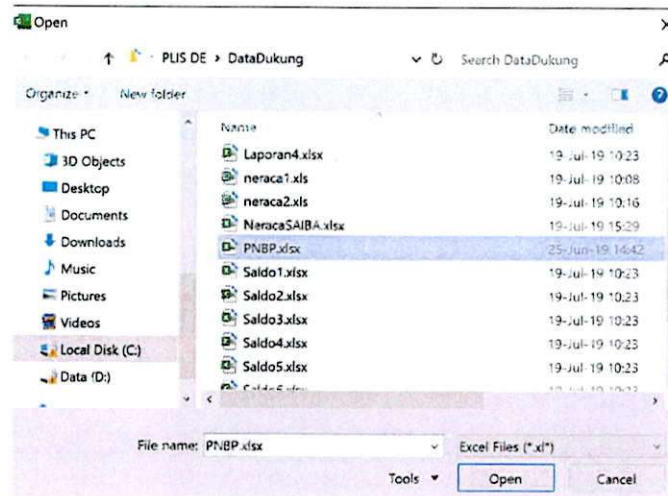 Open
PLIS DE › DataDukung
Search DataDukung
Organize
New folder
This PC
3D Objects
Desktop
Documents
Downloads
Music
Pictures
Videos
Local Disk (C:)
Data (D:)
Name Date modified
Laporan4.xlsx 19-Jul-19 10:23
neraca1.xls 19-Jul-19 10:08
neraca2.xls 19-Jul-19 10:16
NeracaSAIBA.xlsx 19-Jul-19 15:29
PNBP.xlsx 25-Jun-19 14:42
Saldo1.xlsx 19-Jul-19 10:23
Saldo2.xlsx 19-Jul-19 10:23
Saldo3.xlsx 19-Jul-19 10:23
Saldo4.xlsx 19-Jul-19 10:23
Saldo5.xlsx 19-Jul-19 10:23
File name: PNBP.xlsx
Excel Files (*.xl*)
Tools
Open
Cancel